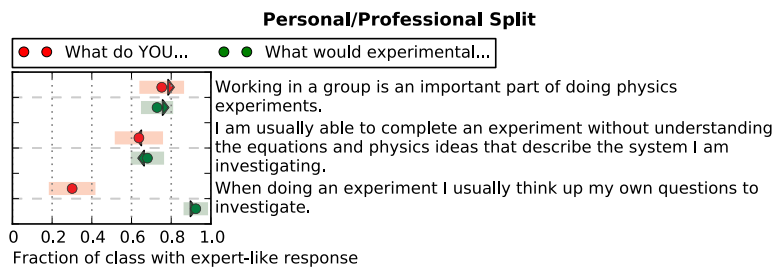 Personal/Professional Split
What do YOU... What would experimental...
Working in a group is an important part of doing physics
experiments.
I am usually able to complete an experiment without understanding
the equations and physics ideas that describe the system I am
investigating.
When doing an experiment I usually think up my own questions to
investigate.
0 0.2 0.4 0.6 0.8 1.0
Fraction of class with expert-like response